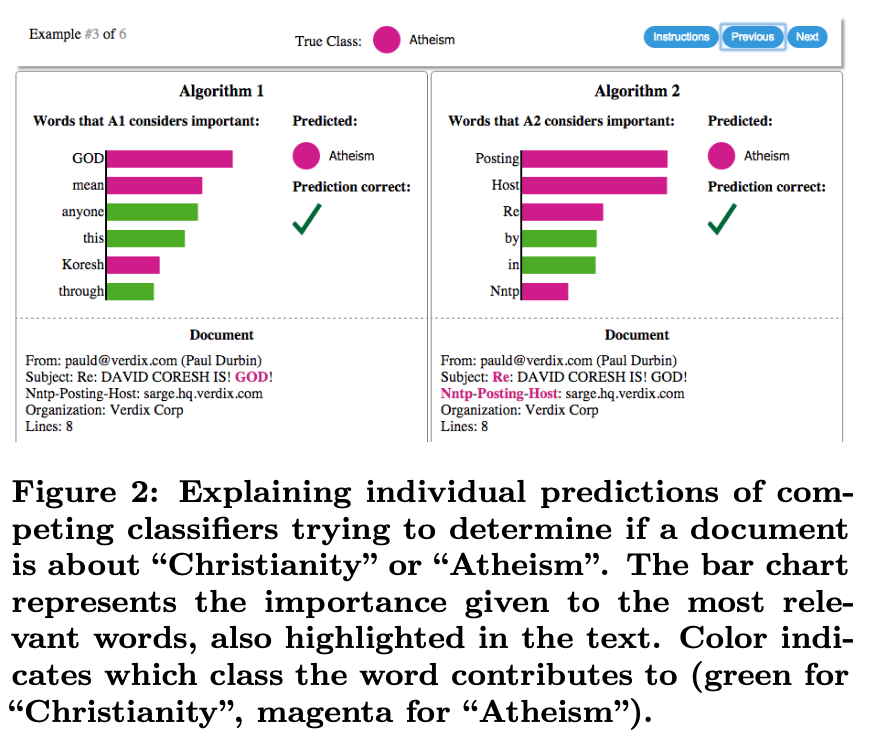 Example #3 of 6
True Class:
Atheism
Instructions
Previous
Next
Algorithm 1
Words that A1 considers important:
Predicted:
GOD
mean
anyone
this
Koresh
through
Atheism
Prediction correct:
Document
From: pauld@verdix.com (Paul Durbin)
Subject: Re: DAVID CORESH IS! GOD!
Nntp-Posting-Host: sarge.hq.verdix.com
Organization: Verdix Corp
Lines: 8
Algorithm 2
Words that A2 considers important:
Predicted:
Posting
Host
Re
by
in
Nntp
Atheism
Prediction correct:
Document
From: pauld@verdix.com (Paul Durbin)
Subject: Re: DAVID CORESH IS! GOD!
Nntp-Posting-Host: sarge.hq.verdix.com
Organization: Verdix Corp
Lines: 8
Figure 2: Explaining individual predictions of com-
peting classifiers trying to determine if a document
is about “Christianity” or “Atheism”. The bar chart
represents the importance given to the most rele-
vant words, also highlighted in the text. Color indi-
cates which class the word contributes to (green for
“Christianity”, magenta for “Atheism”).